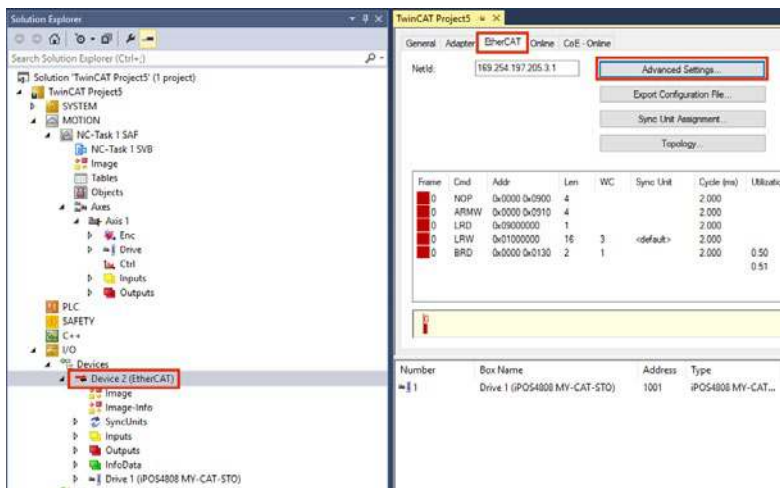 Solution Explorer
Search Solution Explorer (Ctrl+;)
Solution 'TwinCAT Project5' (1 project)
TwinCAT Project5
SYSTEM
MOTION
NC-Task 1 SAF
NC-Task 1 SVB
Image
Tables
Objects
Axes
Axis 1
Enc
Drive
Ctrl
Inputs
Outputs
PLC
SAFETY
C++
I/O
Devices
Device 2 (EtherCAT)
Image
Image-Info
SyncUnits
Inputs
Outputs
InfoData
Drive 1 (iPOS4808 MY-CAT-STO)
TwinCAT Project5
General Adapter EtherCAT Online CoE - Online
NetId: 169.254.197.205.3.1 Advanced Settings...
Export Configuration File...
Sync Unit Assignment...
Topology...
Frame Cmd Addr Len WC Sync Unit Cycle (ms) Utilizatio
0 NOP 0x0000 0x0900 4 2.000
0 ARMW 0x0000 0x0910 4 2.000
0 LRD 0x09000000 1 2.000
0 LRW 0x01000000 16 3 <default> 2.000
0 BRD 0x0000 0x0130 2 1 2.000 0.50
0.51
0
Number Box Name Address Type
1 Drive 1 (iPOS4808 MY-CAT-STO) 1001 iPOS4808 MY-CAT...